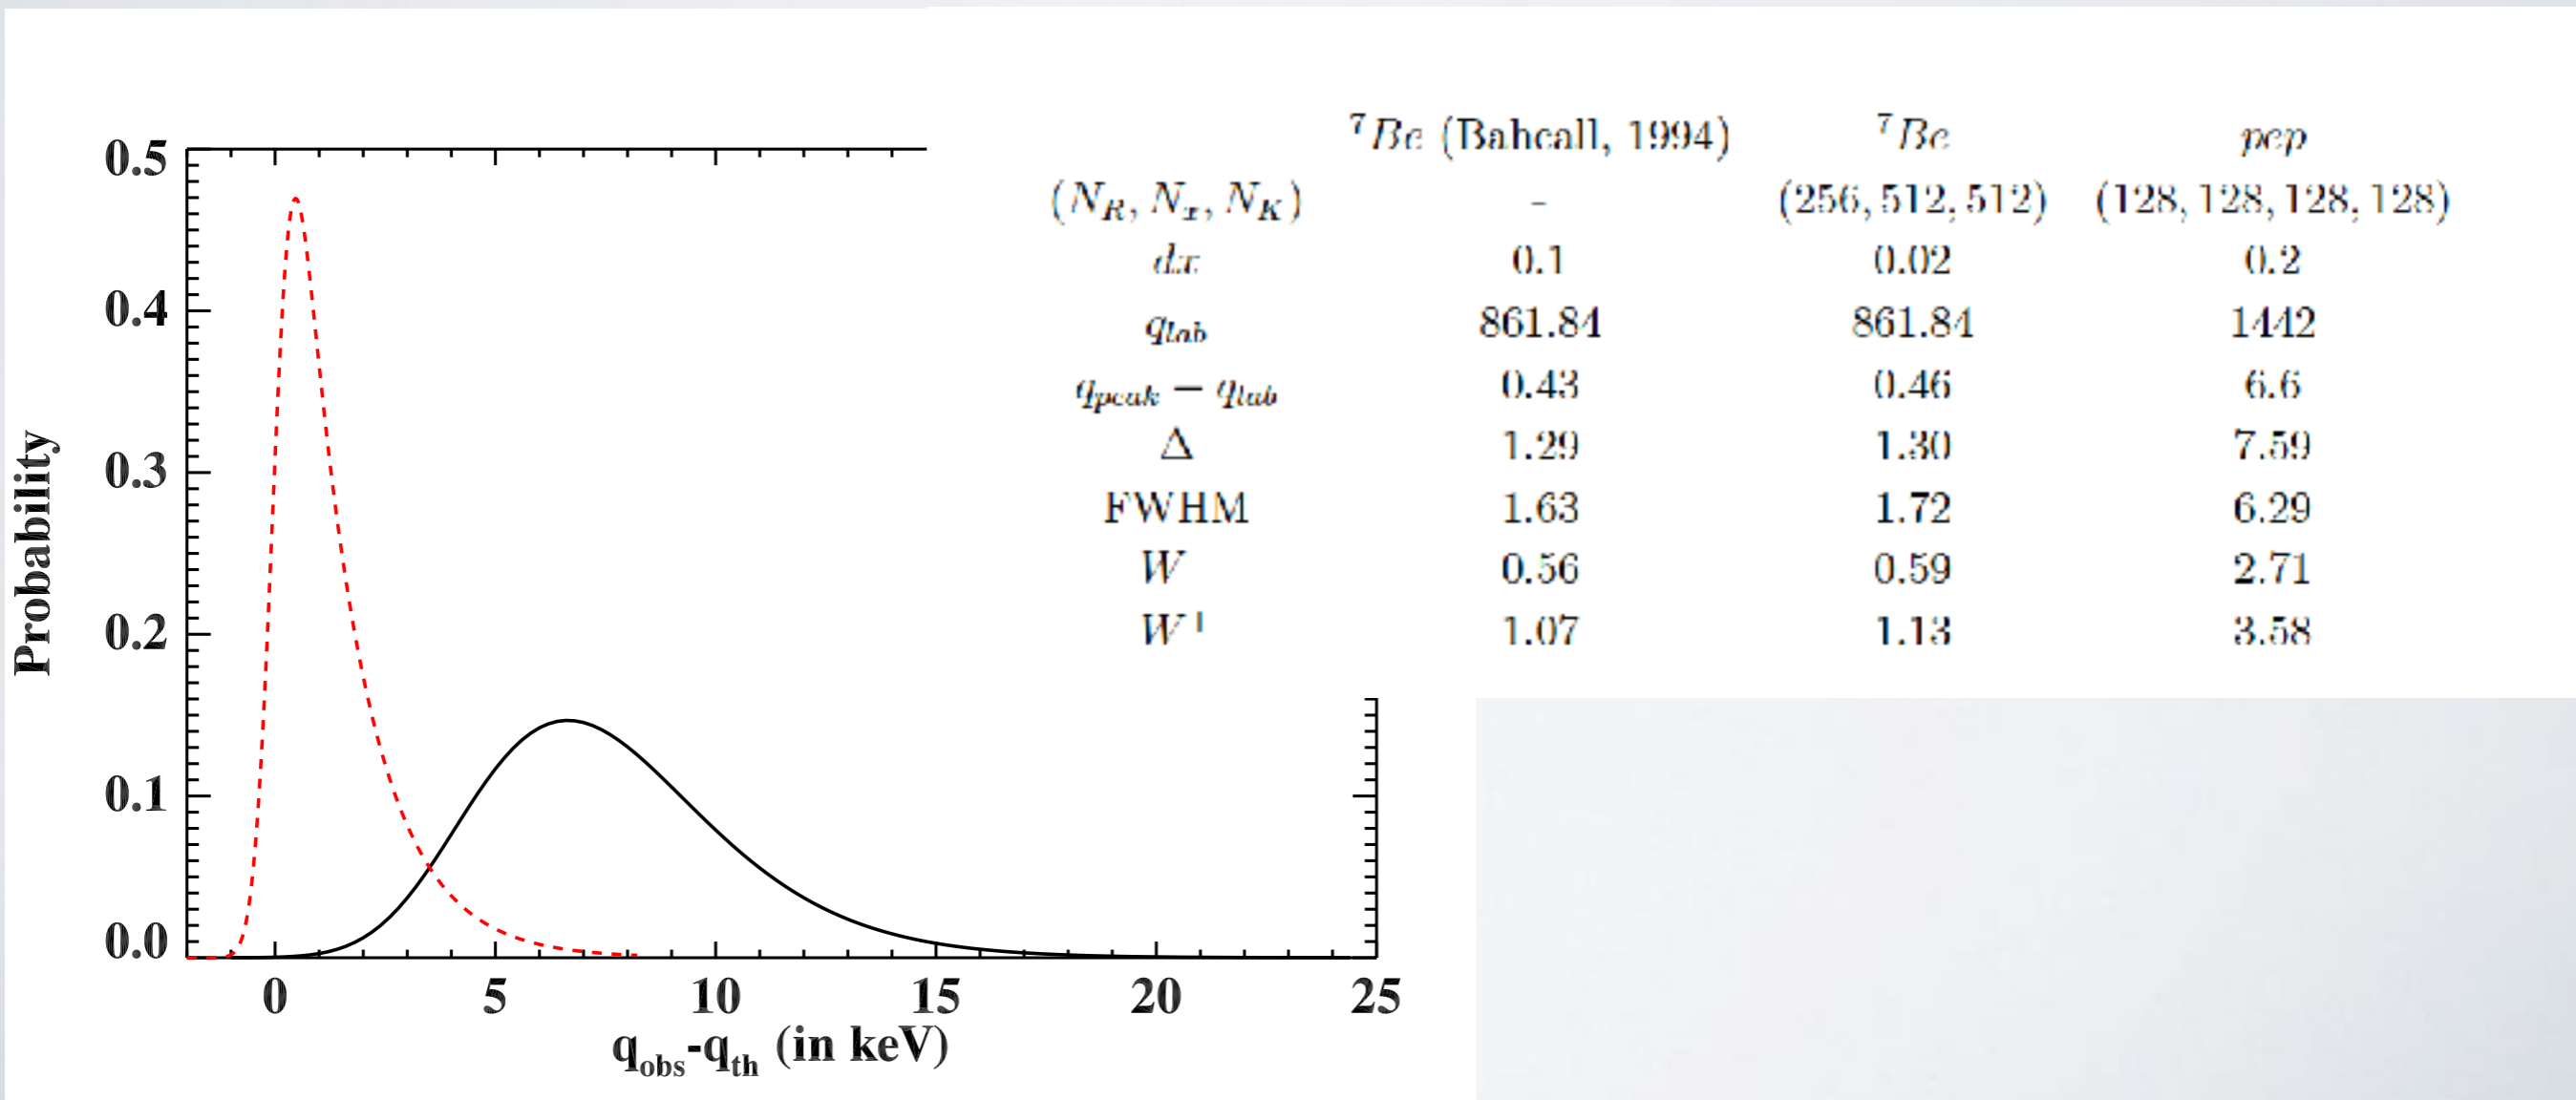 0.5
0.4
0.3
0.2
0.1
0.0
Probability
0 5 10 15 20 25
q_obs-q_th (in keV)
⁷Be (Bahcall, 1994) ⁷Be pep
(N_R, N_x, N_K) - (256, 512, 512) (128, 128, 128, 128)
dx 0.1 0.02 0.2
q_lab 861.84 861.84 1442
q_peak − q_lab 0.43 0.46 6.6
Δ 1.29 1.30 7.59
FWHM 1.63 1.72 6.29
W 0.56 0.59 2.71
W 1.07 1.13 3.58